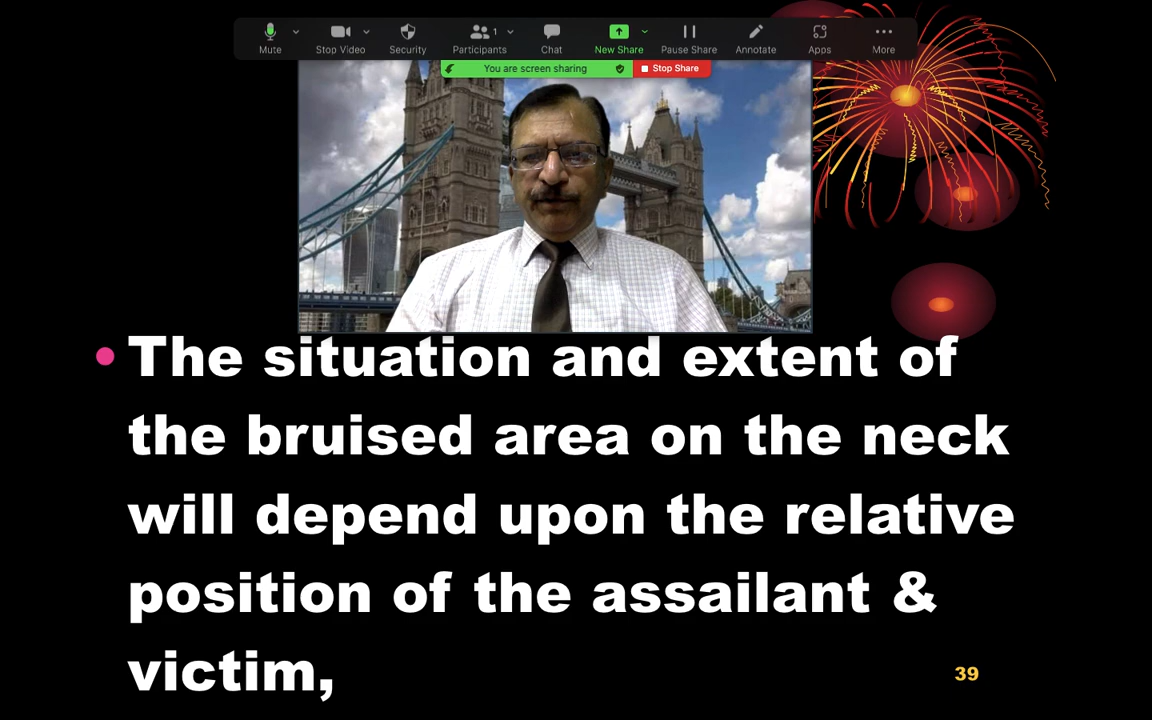 Mute
Stop Video
Security
Participants 1
Chat
New Share
Pause Share
Annotate
Apps
More
You are screen sharing
Stop Share
The situation and extent of
the bruised area on the neck
will depend upon the relative
position of the assailant &
victim,
39